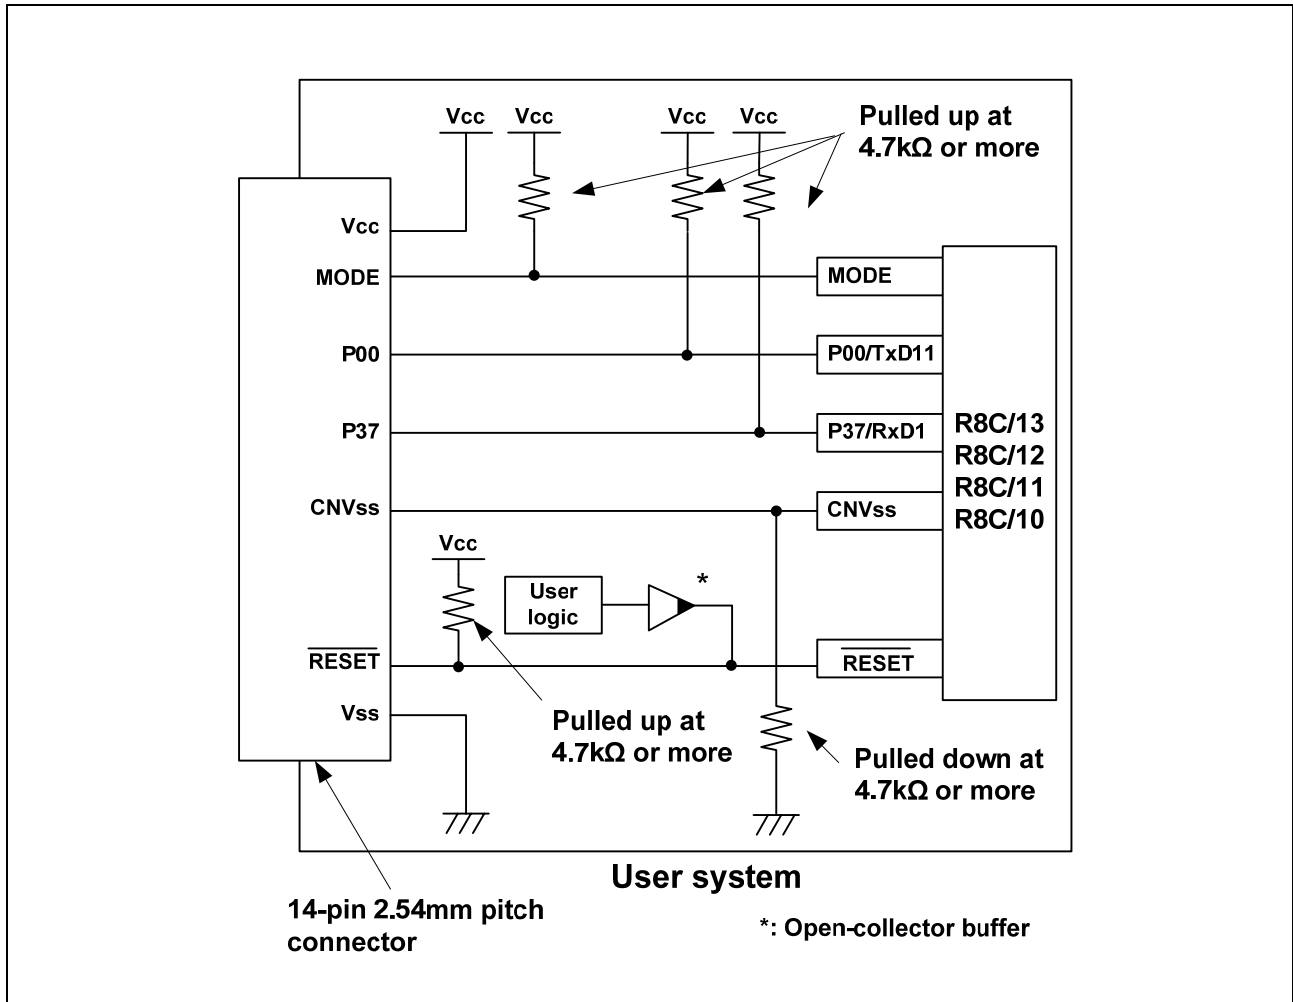 Vcc
Vcc
Vcc
Vcc
Pulled up at
4.7kΩ or more
Vcc
MODE
MODE
P00
P00/TxD11
P37
P37/RxD1
R8C/13
R8C/12
R8C/11
R8C/10
CNVss
CNVss
Vcc
User
logic
*
RESET
RESET
Vss
Pulled up at
4.7kΩ or more
Pulled down at
4.7kΩ or more
User system
14-pin 2.54mm pitch
connector
*: Open-collector buffer